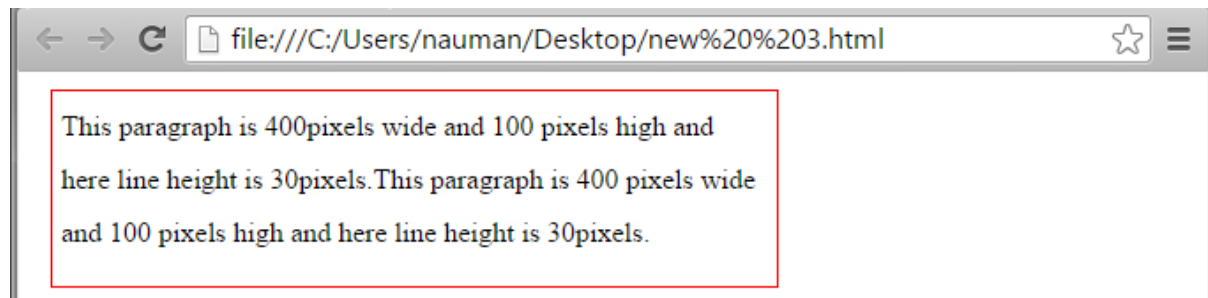 file:///C:/Users/nauman/Desktop/new%20%203.html
This paragraph is 400pixels wide and 100 pixels high and
here line height is 30pixels.This paragraph is 400 pixels wide
and 100 pixels high and here line height is 30pixels.